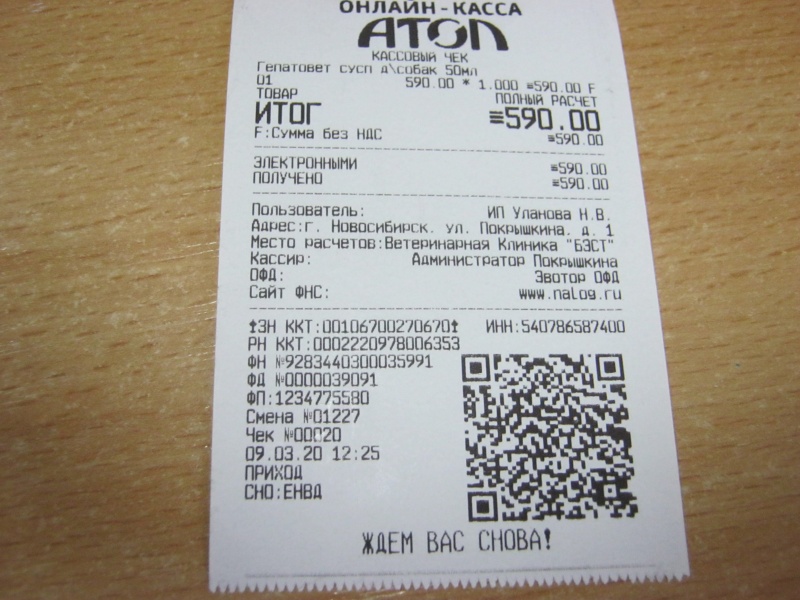 ОНЛАЙН-КАССА
АТОЛ
КАССОВЫЙ ЧЕК
Гепатовет сусп д\собак 50мл
01 590.00 * 1.000 ≡590.00 F
ТОВАР ПОЛНЫЙ РАСЧЕТ
ИТОГ ≡590.00
F:Сумма без НДС ≡590.00
ЭЛЕКТРОННЫМИ ≡590.00
ПОЛУЧЕНО ≡590.00
Пользователь: ИП Уланова Н.В.
Адрес:г. Новосибирск. ул. Покрышкина. д. 1
Место расчетов:Ветеринарная Клиника "БЭСТ"
Кассир: Администратор Покрышкина
ОФД: Эвотор ОФД
Сайт ФНС: www.nalog.ru
!ЗН ККТ:00106700270670! ИНН:540786587400
РН ККТ:0002220978006353
ФН №9283440300035991
ФД №0000039091
ФП:1234775580
Смена №01227
Чек №00020
09.03.20 12:25
ПРИХОД
СНО:ЕНВД
ЖДЕМ ВАС СНОВА!